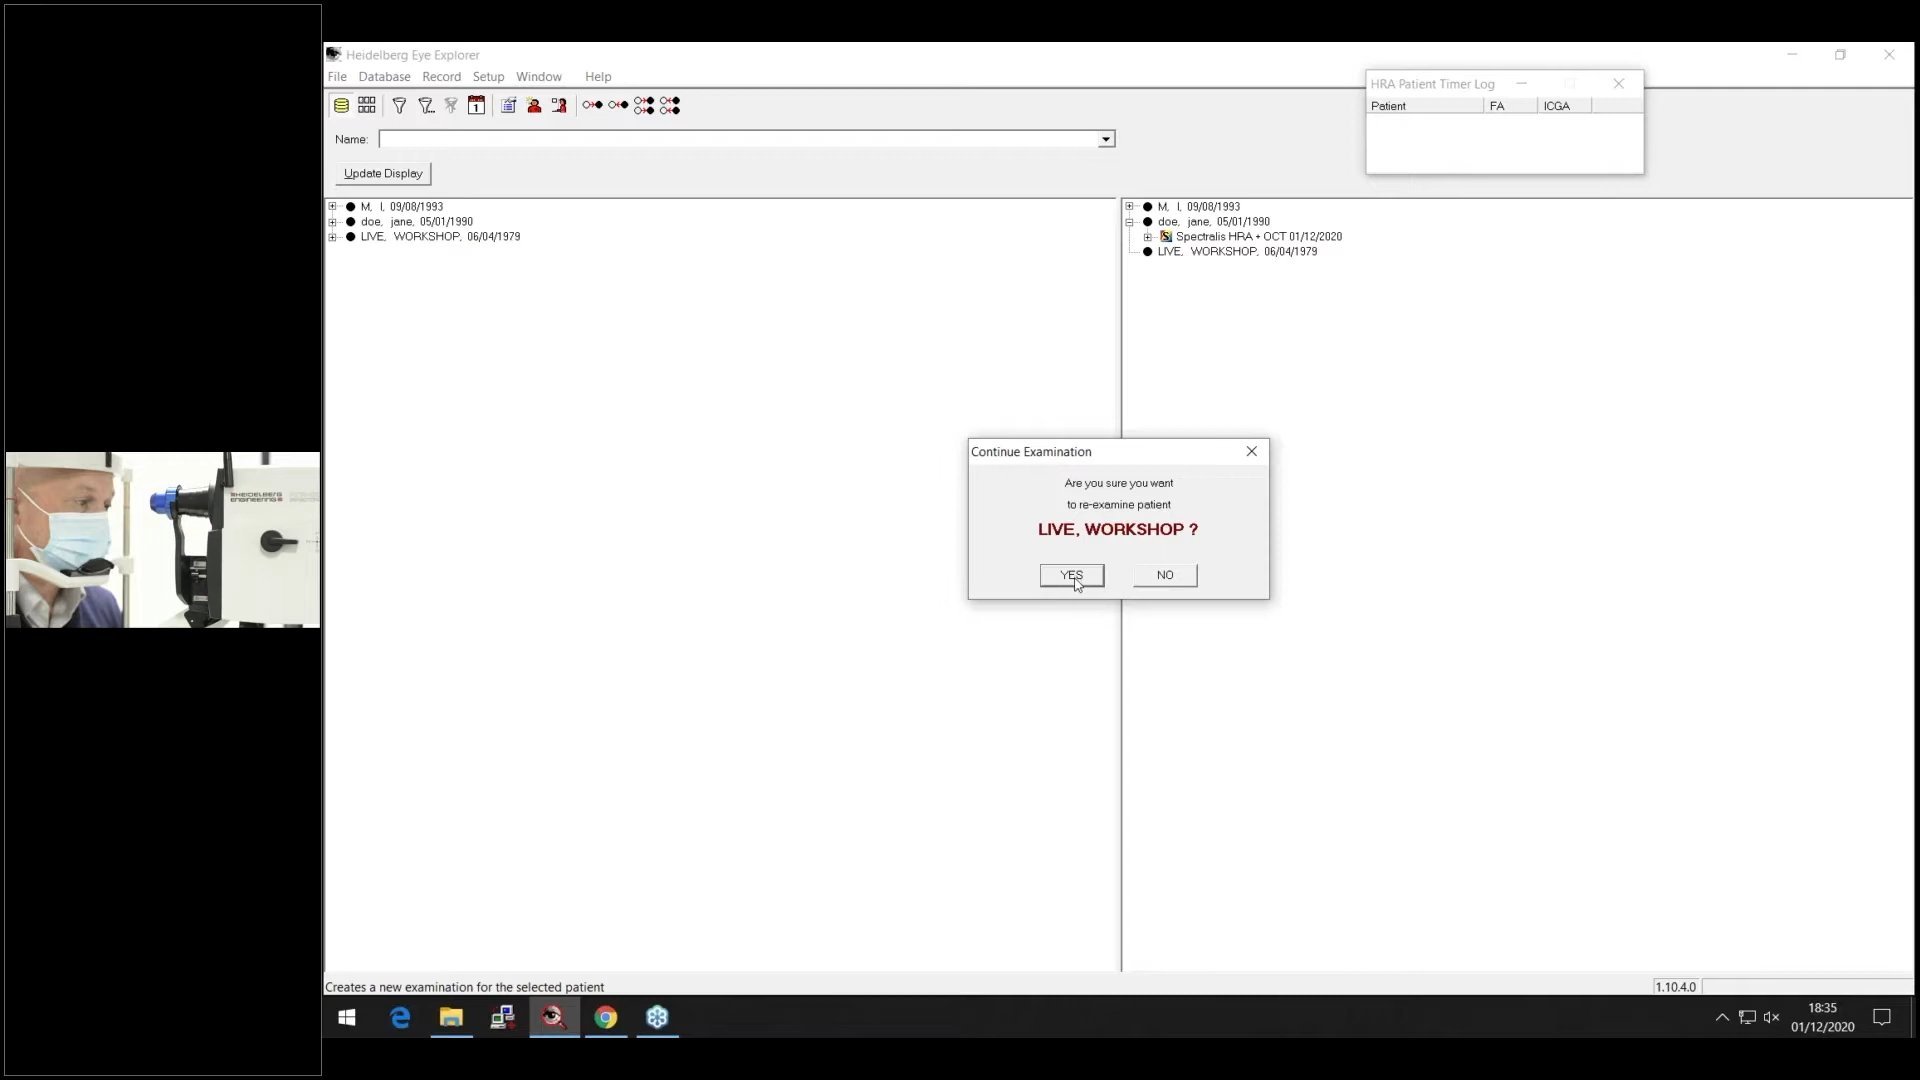 Heidelberg Eye Explorer
File Database Record Setup Window Help
HRA Patient Timer Log
Patient FA ICGA
1
Name:
Update Display
M, I, 09/08/1993
doe, jane, 05/01/1990
LIVE, WORKSHOP, 06/04/1979
M, I, 09/08/1993
doe, jane, 05/01/1990
Spectralis HRA + OCT 01/12/2020
LIVE, WORKSHOP, 06/04/1979
Continue Examination
Are you sure you want
to re-examine patient
LIVE, WORKSHOP ?
YES NO
HEIDELBERG
ENGINEERING
Creates a new examination for the selected patient
1.10.4.0
18:35
01/12/2020